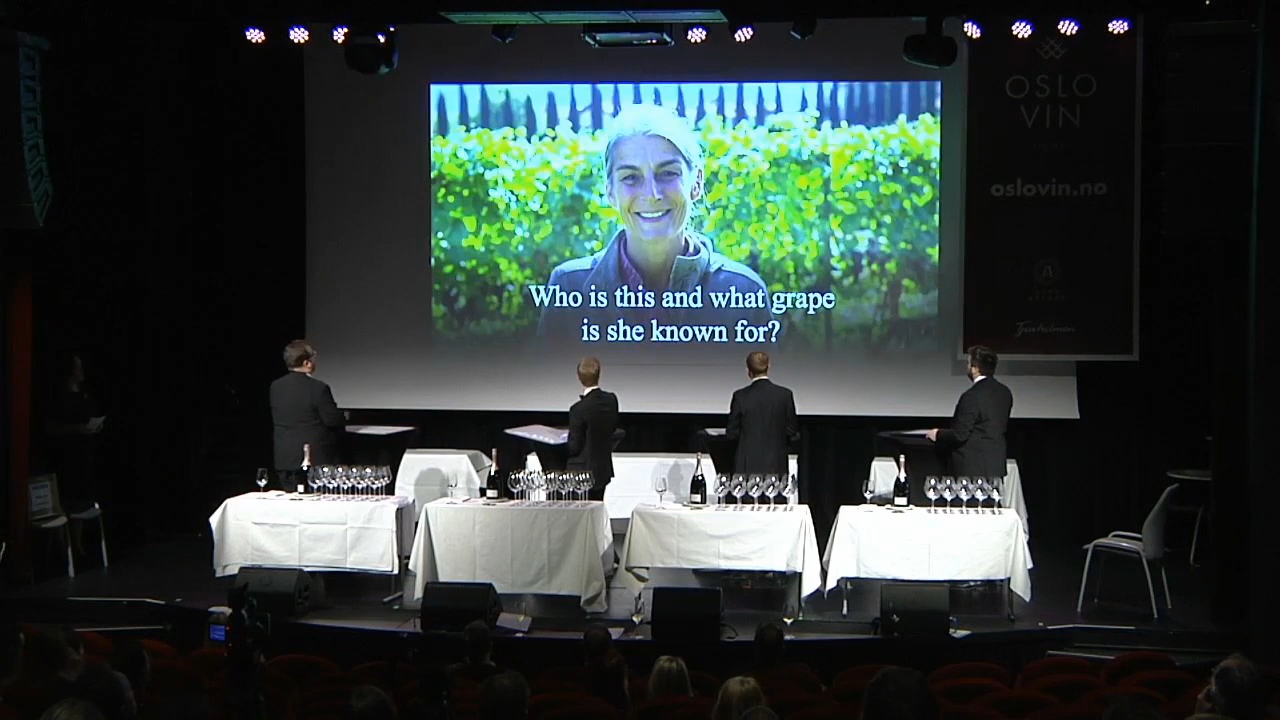 OSLO
VIN
oslovin.no
Who is this and what grape
is she known for?